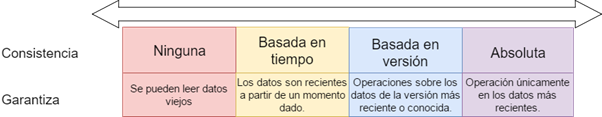 Consistencia
Ninguna
Basada en
tiempo
Basada en
versión
Absoluta
Garantiza
Se pueden leer datos
viejos
Los datos son recientes
a partir de un momento
dado.
Operaciones sobre los
datos de la versión más
reciente o conocida.
Operación únicamente
en los datos más
recientes.